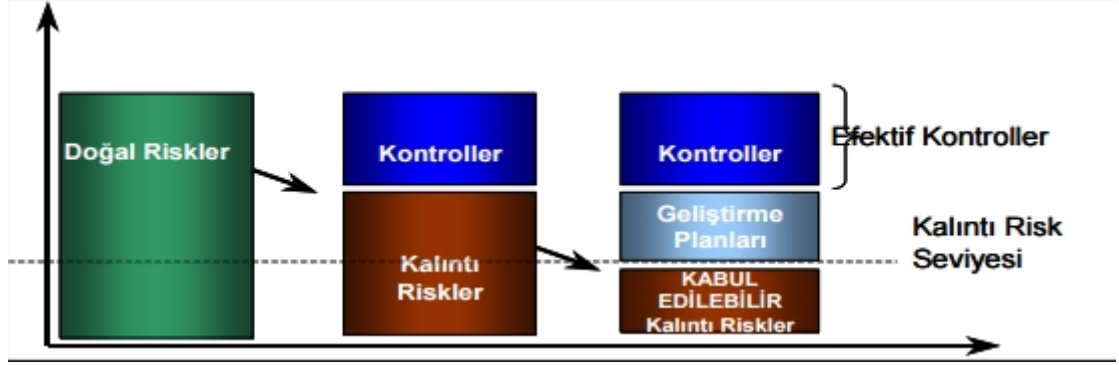 Doğal Riskler
Kontroller
Kalıntı
Riskler
Kontroller
Geliştirme
Planları
KABUL
EDİLEBİLİR
Kalıntı Riskler
Efektif Kontroller
Kalıntı Risk
Seviyesi